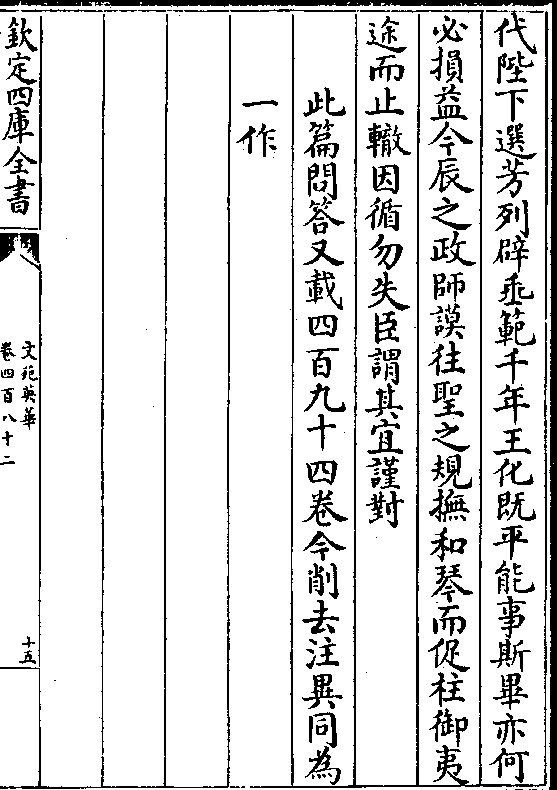 代陛下選芳列辟垂範千年王化既平能事斯畢亦何
必損益今辰之政師謨往聖之規撫和琴而促柱御夷
途而止轍因循勿失臣謂其宜謹對
此篇問答又載四百九十四卷今削去注異同為
一作
欽定四庫全書
文苑英華
卷四百八十二
十五